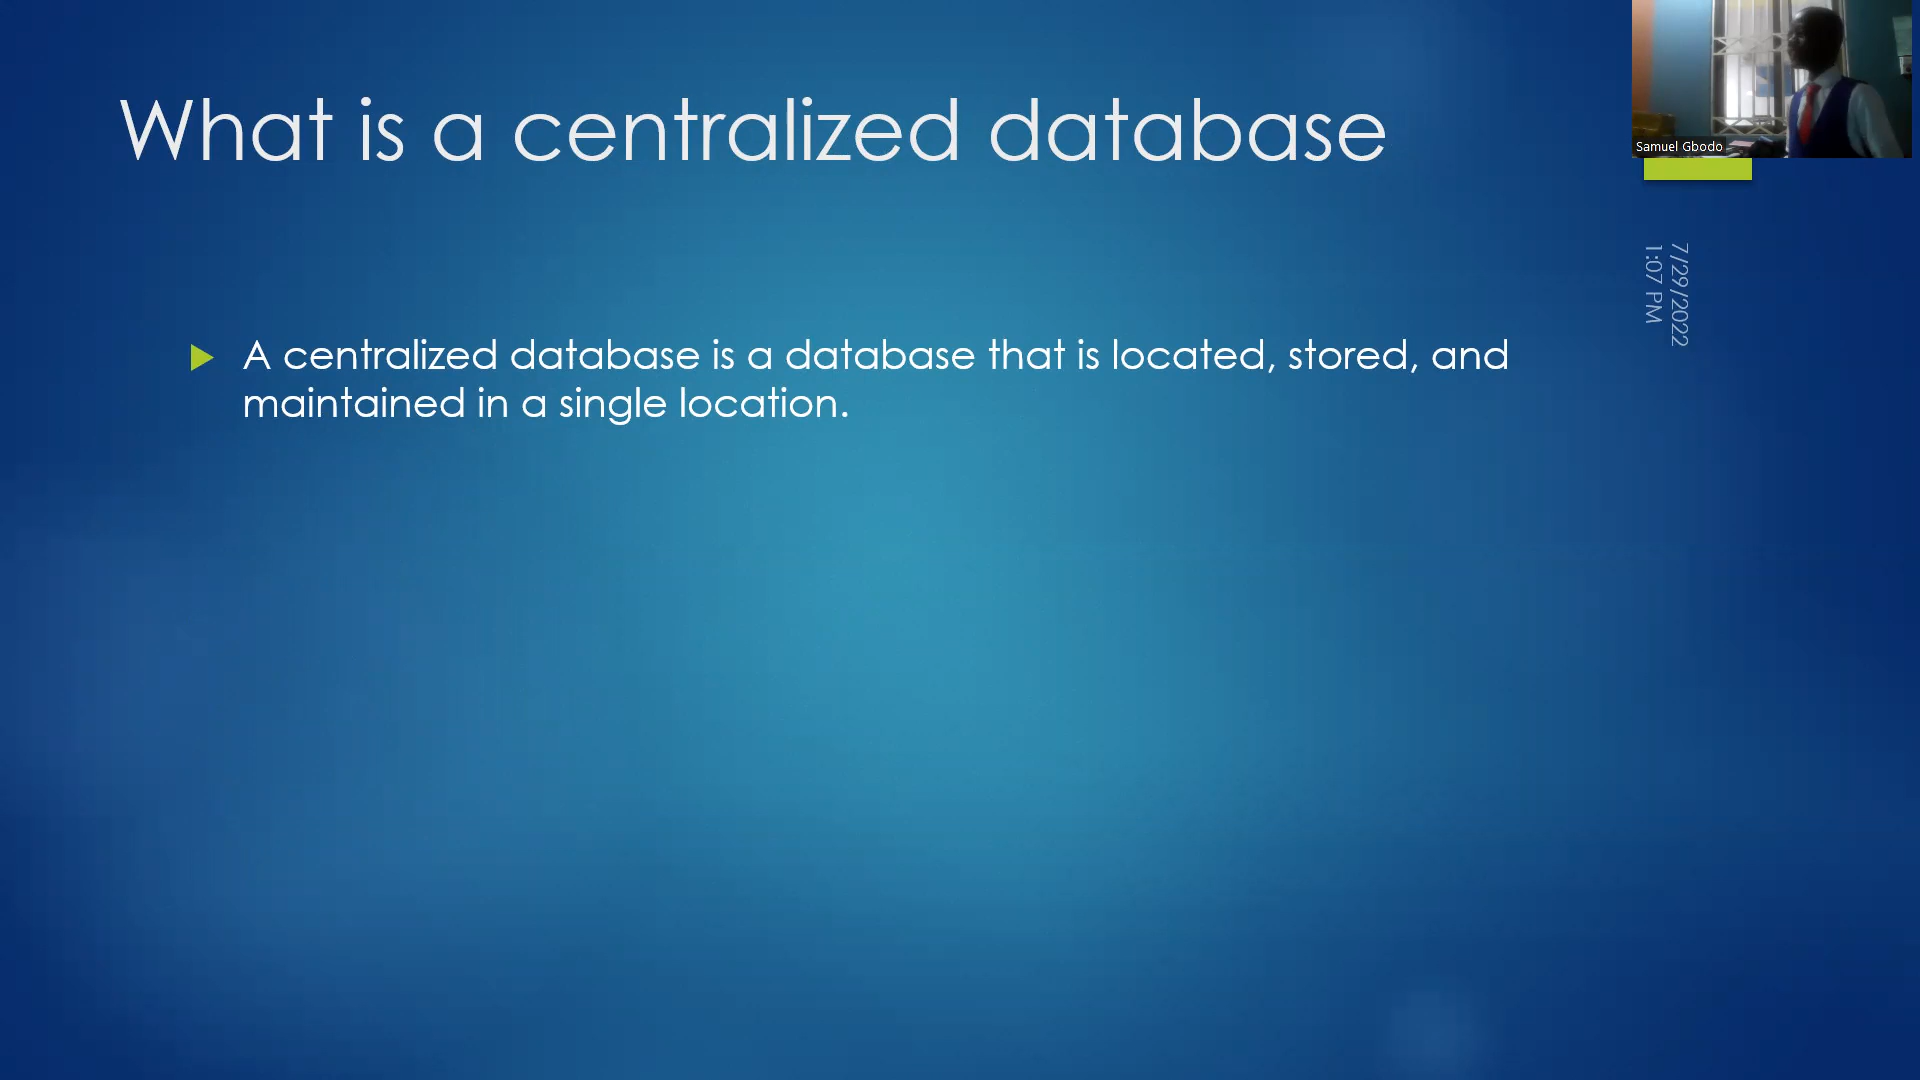 What is a centralized database
Samuel Gbodo
7/29/2022
1:07 PM
A centralized database is a database that is located, stored, and
maintained in a single location.